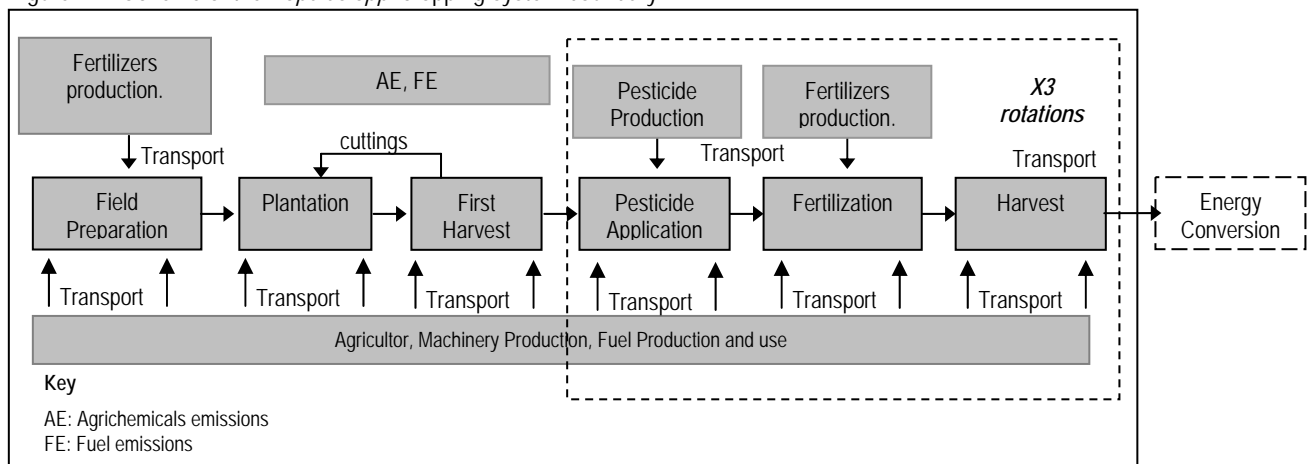 Fertilizers
production.
AE, FE
Pesticide
Production
Fertilizers
production.
X3
rotations
Transport
cuttings
Transport
Transport
Field
Preparation
Plantation
First
Harvest
Pesticide
Application
Fertilization
Harvest
Energy
Conversion
Transport
Transport
Transport
Transport
Transport
Transport
Agricultor, Machinery Production, Fuel Production and use
Key
AE: Agrichemicals emissions
FE: Fuel emissions